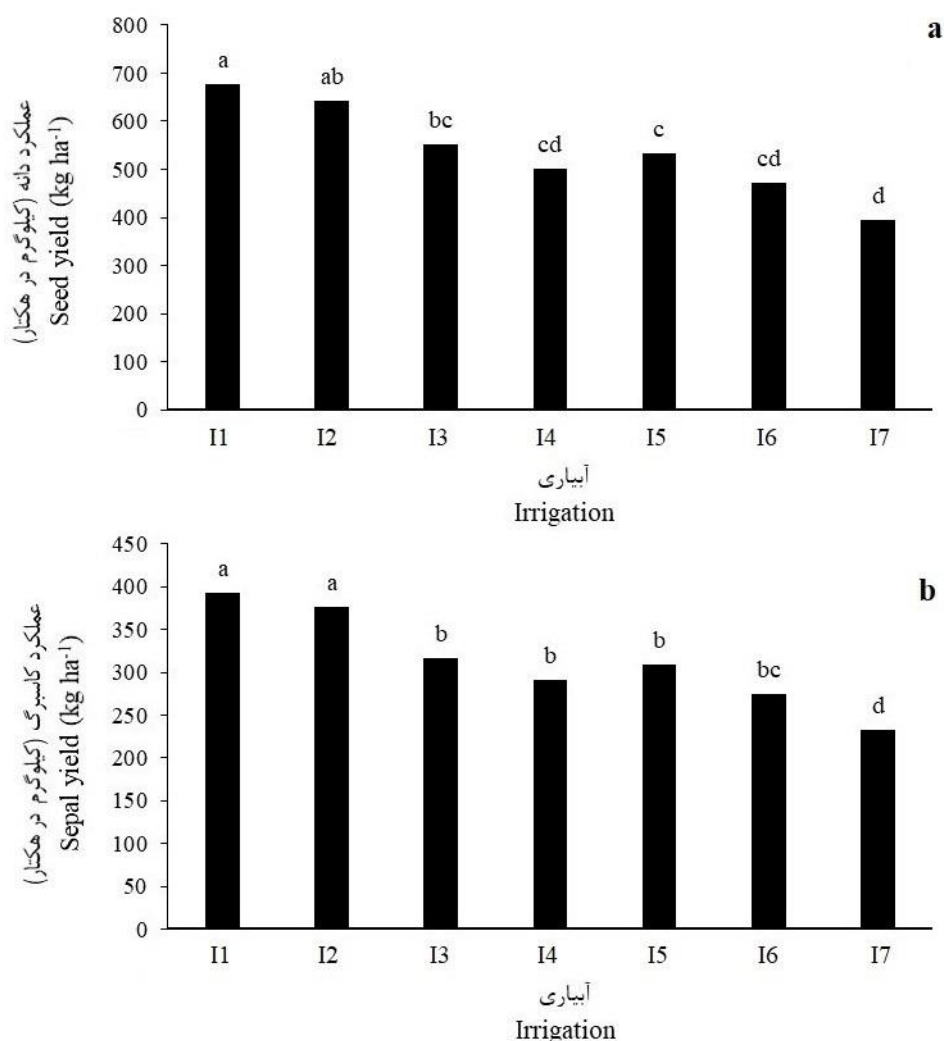 a
عملکرد دانه (کیلوگرم در هکتار)
Seed yield (kg ha⁻¹)
800
700
600
500
400
300
200
100
0
a
ab
bc
cd
c
cd
d
I1 I2 I3 I4 I5 I6 I7
آبیاری
Irrigation
b
عملکرد کاسبرگ (کیلوگرم در هکتار)
Sepal yield (kg ha⁻¹)
450
400
350
300
250
200
150
100
50
0
a
a
b
b
b
bc
d
I1 I2 I3 I4 I5 I6 I7
آبیاری
Irrigation